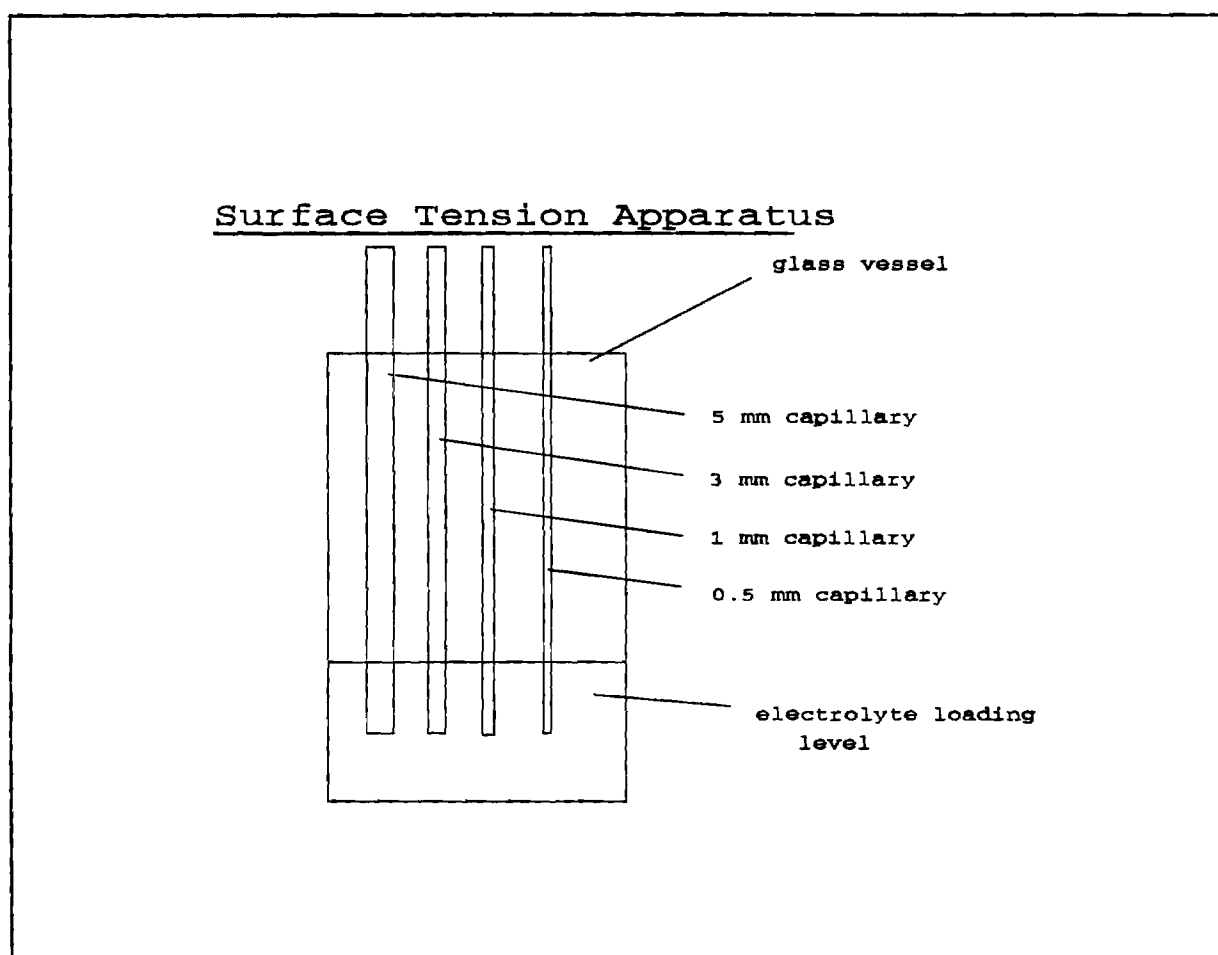 Surface Tension Apparatus
glass vessel
5 mm capillary
3 mm capillary
1 mm capillary
0.5 mm capillary
electrolyte loading
level